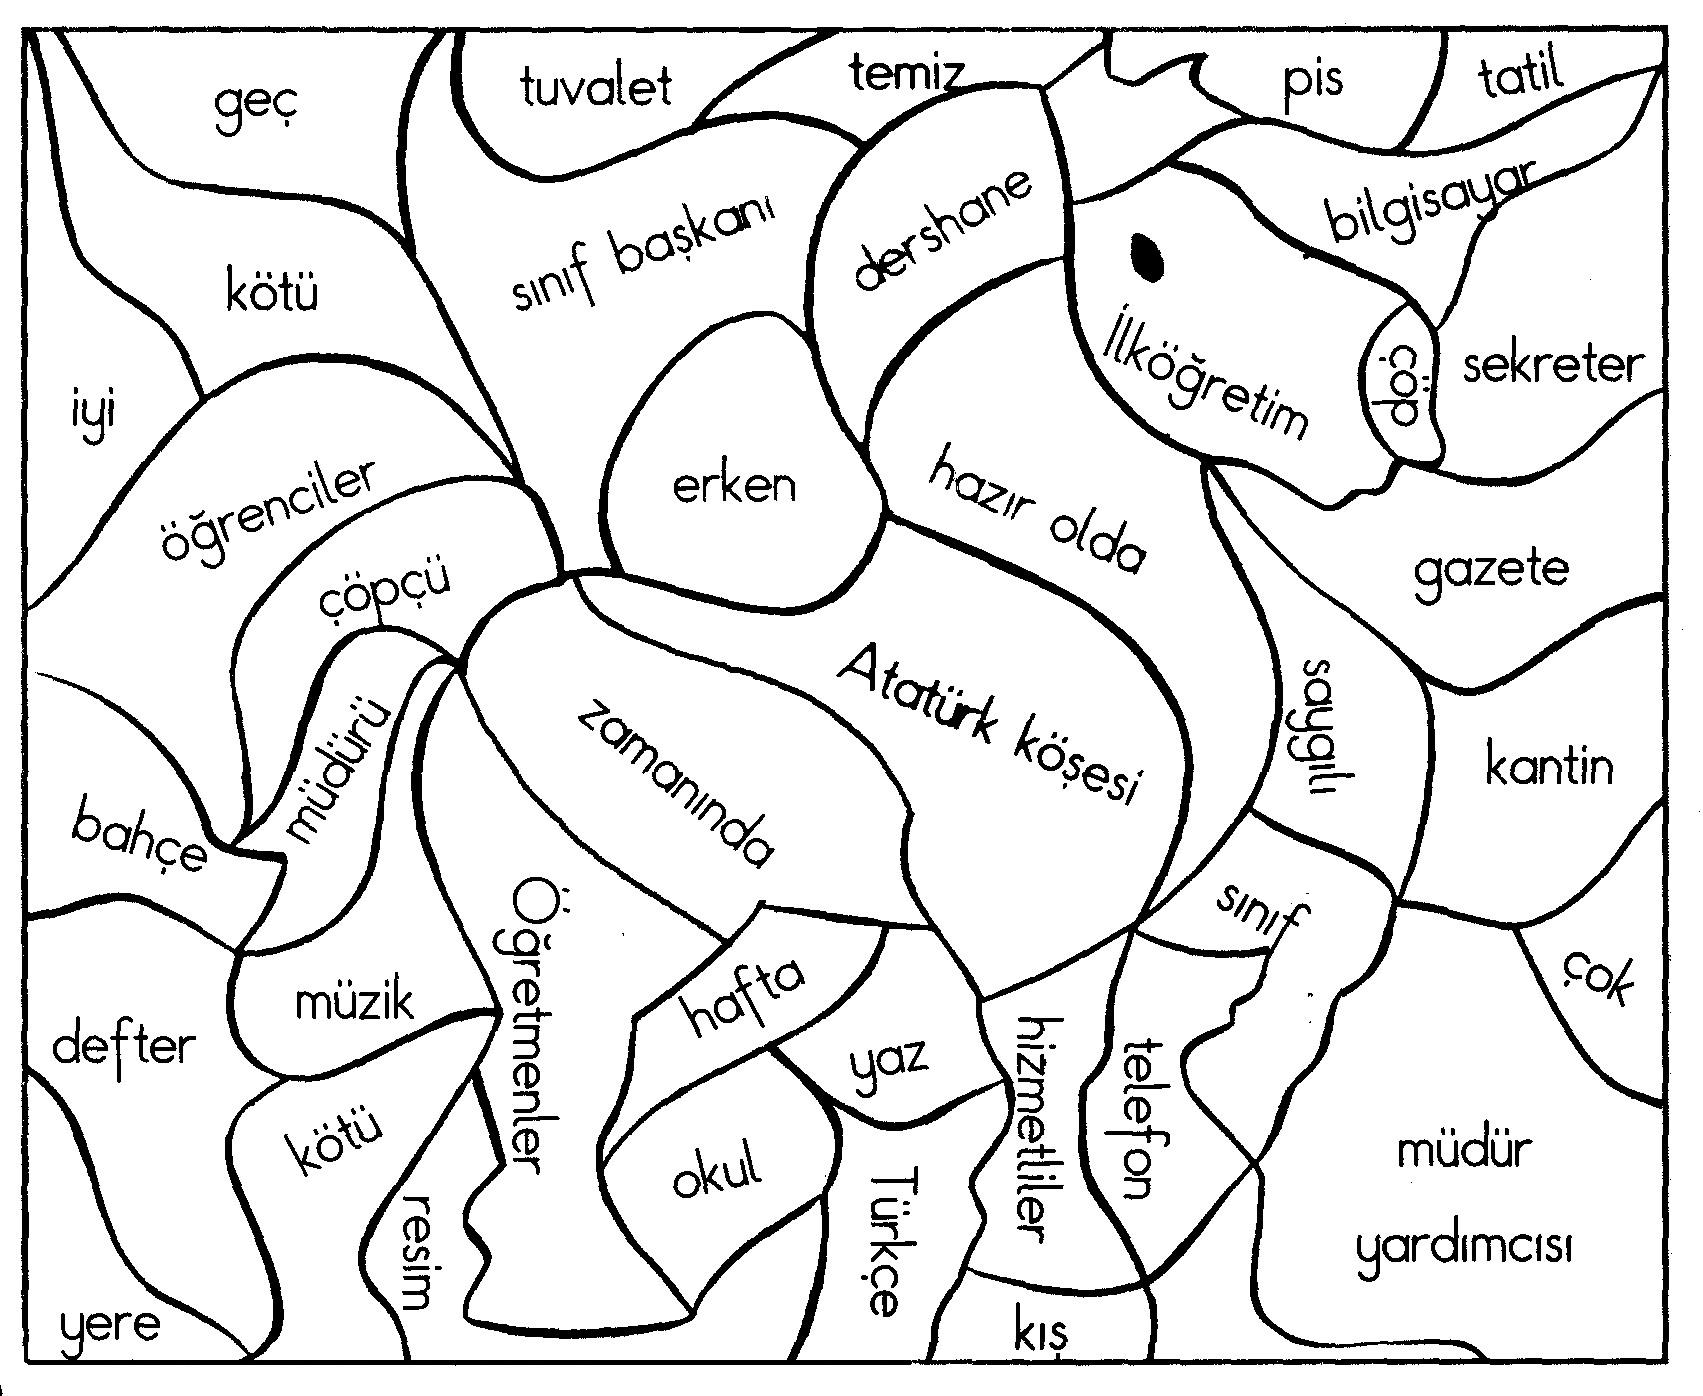 geç
tuvalet
temiz
pis
tatil
kötü
sınıf başkanı
dershane
bilgisayar
iyi
öğrenciler
erken
hazır olda
İlköğretim
çöp
sekreter
çöpçü
gazete
müdürü
zamanında
Atatürk köşesi
saygılı
kantin
bahçe
sınıf
çok
defter
müzik
Öğretmenler
hafta
yaz
hizmetliler
telefon
kötü
resim
okul
Türkçe
müdür
yardımcısı
yere
kış